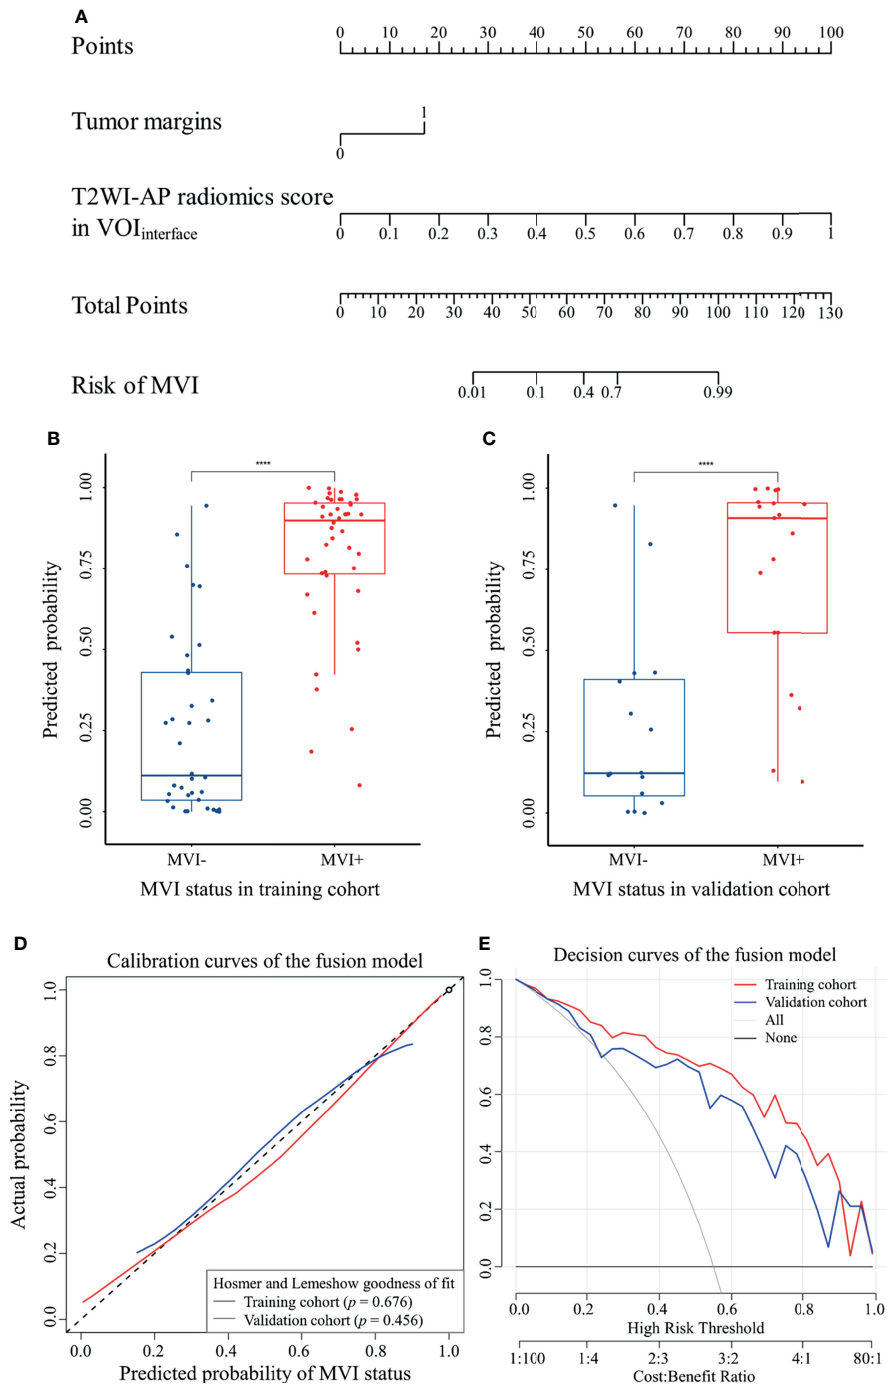 A
Points
0 10 20 30 40 50 60 70 80 90 100
Tumor margins
1
0
T2WI-AP radiomics score
in VOIinterface
0 0.1 0.2 0.3 0.4 0.5 0.6 0.7 0.8 0.9 1
Total Points
0 10 20 30 40 50 60 70 80 90 100 110 120 130
Risk of MVI
0.01 0.1 0.4 0.7 0.99
B
****
Predicted probability
1.00
0.75
0.50
0.25
0.00
MVI- MVI+
MVI status in training cohort
C
****
Predicted probability
1.00
0.75
0.50
0.25
0.00
MVI- MVI+
MVI status in validation cohort
D
Calibration curves of the fusion model
Actual probability
1.0
0.8
0.6
0.4
0.2
0.0
Hosmer and Lemeshow goodness of fit
Training cohort (p = 0.676)
Validation cohort (p = 0.456)
0.0 0.2 0.4 0.6 0.8 1.0
Predicted probability of MVI status
E
Decision curves of the fusion model
1.0
0.8
0.6
0.4
0.2
0.0
Training cohort
Validation cohort
All
None
0.0 0.2 0.4 0.6 0.8 1.0
High Risk Threshold
1:100 1:4 2:3 3:2 4:1 80:1
Cost:Benefit Ratio